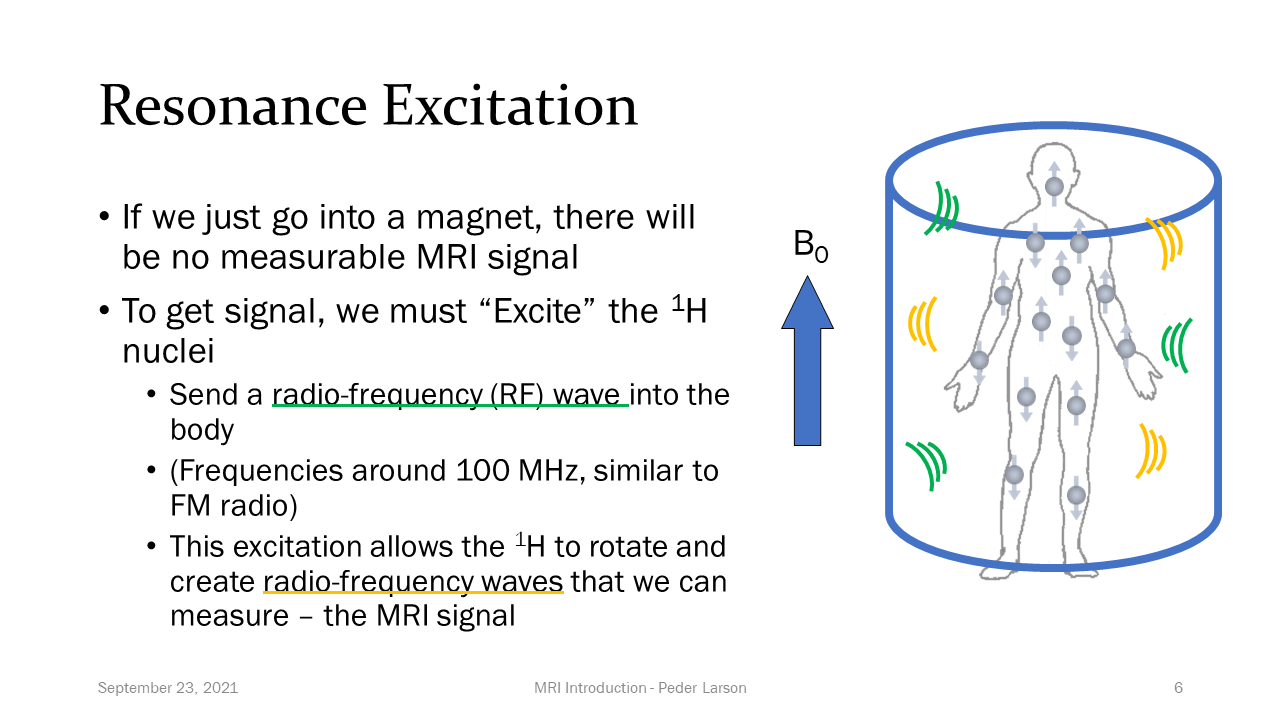 Resonance Excitation
• If we just go into a magnet, there will
be no measurable MRI signal
• To get signal, we must “Excite” the ¹H
nuclei
• Send a radio-frequency (RF) wave into the
body
• (Frequencies around 100 MHz, similar to
FM radio)
• This excitation allows the ¹H to rotate and
create radio-frequency waves that we can
measure – the MRI signal
B₀
September 23, 2021
MRI Introduction - Peder Larson
6